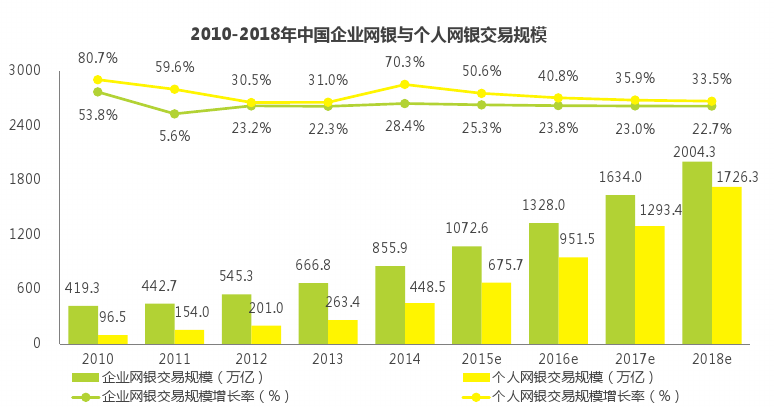 2010-2018年中国企业网银与个人网银交易规模
80.7% 59.6% 30.5% 31.0% 70.3% 50.6% 40.8% 35.9% 33.5%
53.8% 5.6% 23.2% 22.3% 28.4% 25.3% 23.8% 23.0% 22.7%
3000
2400
1800
1200
600
0
419.3 442.7 545.3 666.8 855.9 1072.6 1328.0 1634.0 2004.3
96.5 154.0 201.0 263.4 448.5 675.7 951.5 1293.4 1726.3
2010 2011 2012 2013 2014 2015e 2016e 2017e 2018e
企业网银交易规模（万亿） 个人网银交易规模（万亿）
企业网银交易规模增长率（%） 个人网银交易规模增长率（%）